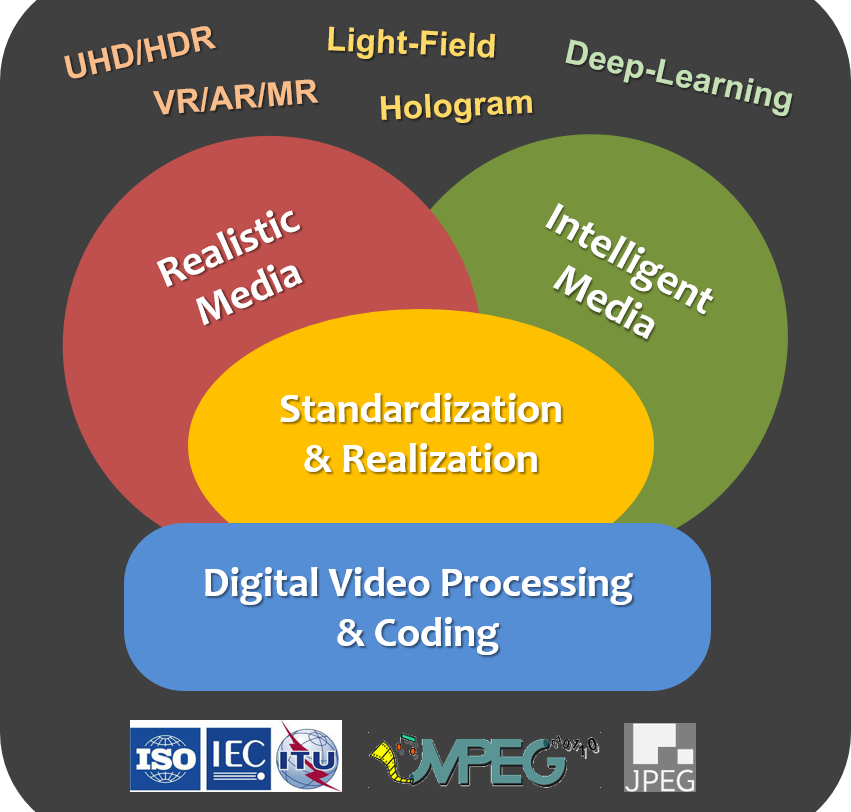 UHD/HDR
Light-Field
Deep-Learning
VR/AR/MR
Hologram
Realistic
Media
Intelligent
Media
Standardization
& Realization
Digital Video Processing
& Coding
ISO
IEC
ITU
MPEG
JPEG